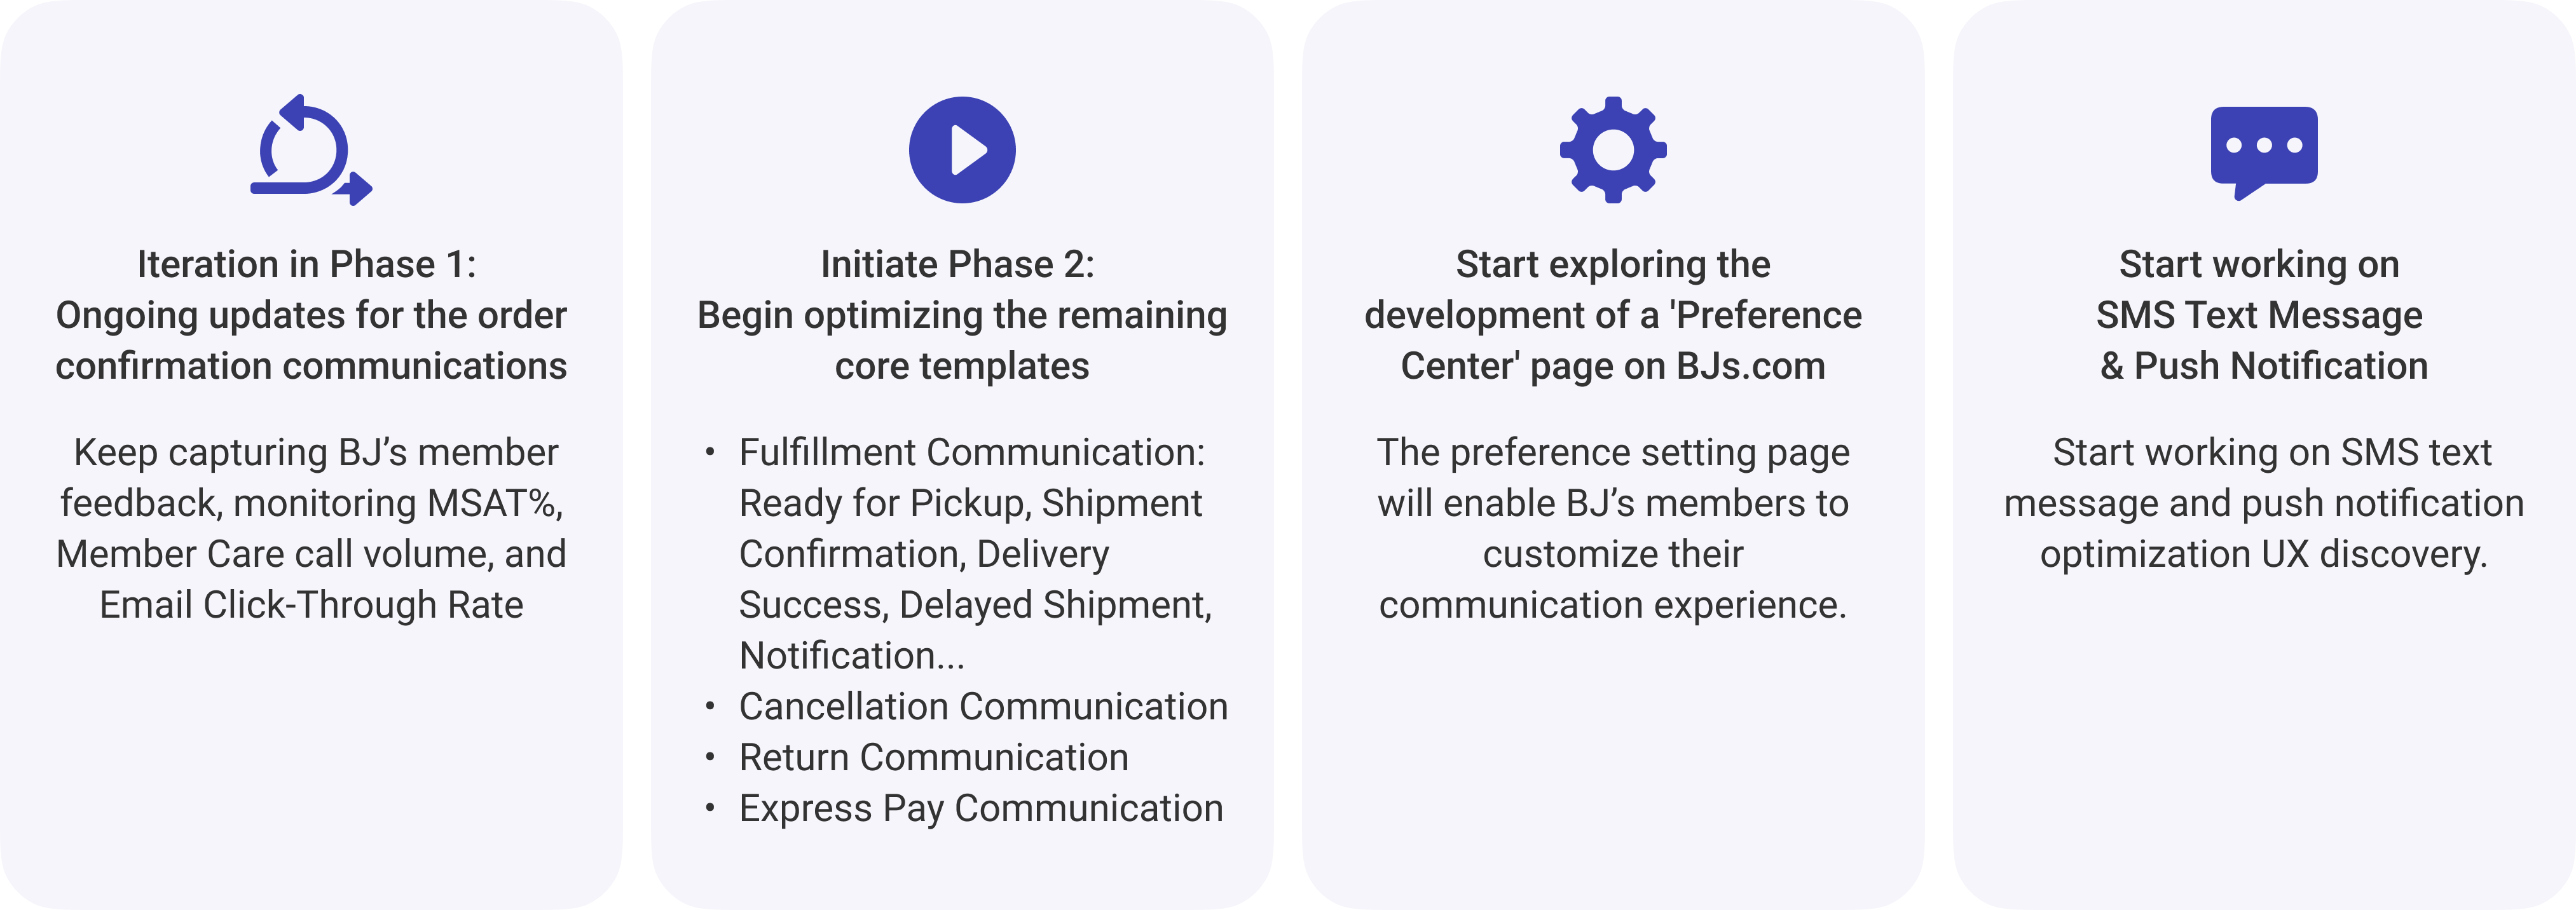 Iteration in Phase 1:
Ongoing updates for the order
confirmation communications
Keep capturing BJ’s member
feedback, monitoring MSAT%,
Member Care call volume, and
Email Click-Through Rate
Initiate Phase 2:
Begin optimizing the remaining
core templates
• Fulfillment Communication:
Ready for Pickup, Shipment
Confirmation, Delivery
Success, Delayed Shipment,
Notification...
• Cancellation Communication
• Return Communication
• Express Pay Communication
Start exploring the
development of a 'Preference
Center' page on BJs.com
The preference setting page
will enable BJ’s members to
customize their
communication experience.
Start working on
SMS Text Message
& Push Notification
Start working on SMS text
message and push notification
optimization UX discovery.